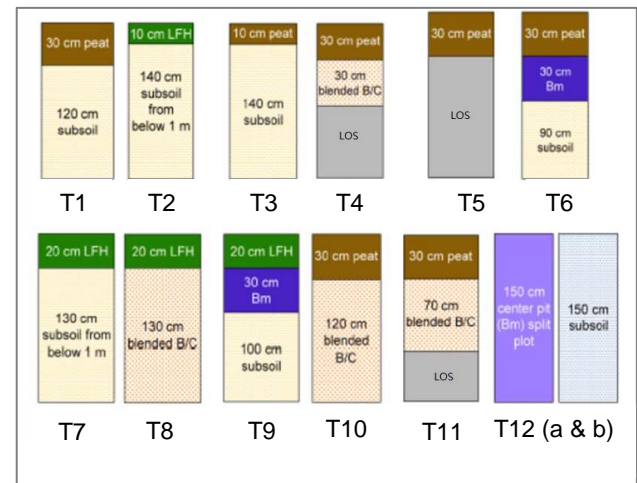 30 cm peat
120 cm
subsoil
T1
10 cm LFH
140 cm
subsoil
from
below 1 m
T2
10 cm peat
140 cm
subsoil
T3
30 cm peat
30 cm
blended B/C
LOS
T4
30 cm peat
LOS
T5
30 cm peat
30 cm
Bm
90 cm
subsoil
T6
20 cm LFH
130 cm
subsoil from
below 1 m
T7
20 cm LFH
130 cm
blended B/C
T8
20 cm LFH
30 cm
Bm
100 cm
subsoil
T9
30 cm peat
120 cm
blended
B/C
T10
30 cm peat
70 cm
blended B/C
LOS
T11
150 cm
center pit
(Bm) split
plot
150 cm
subsoil
T12 (a & b)